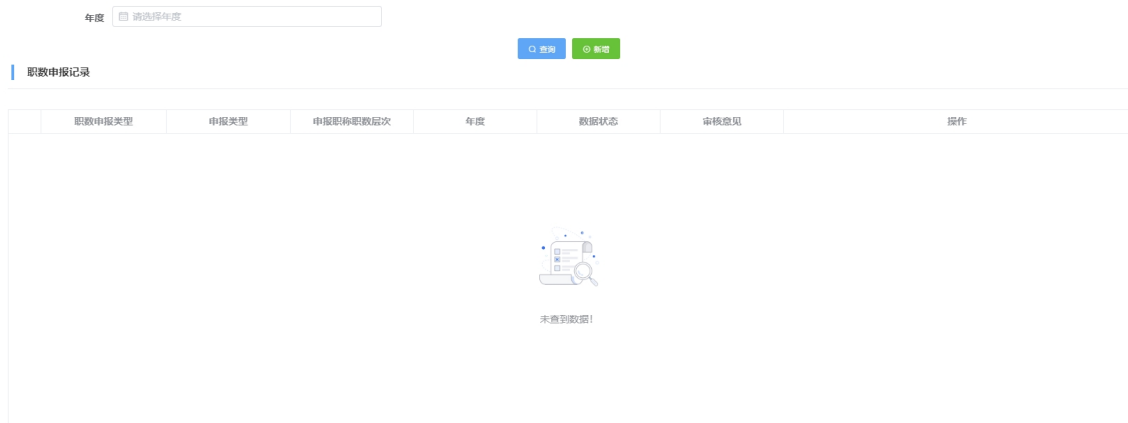 年度 请选择年度
查询 新增
职数申报记录
职数申报类型 申报类型 申报职称职数层次 年度 数据状态 审核意见 操作
未查到数据！